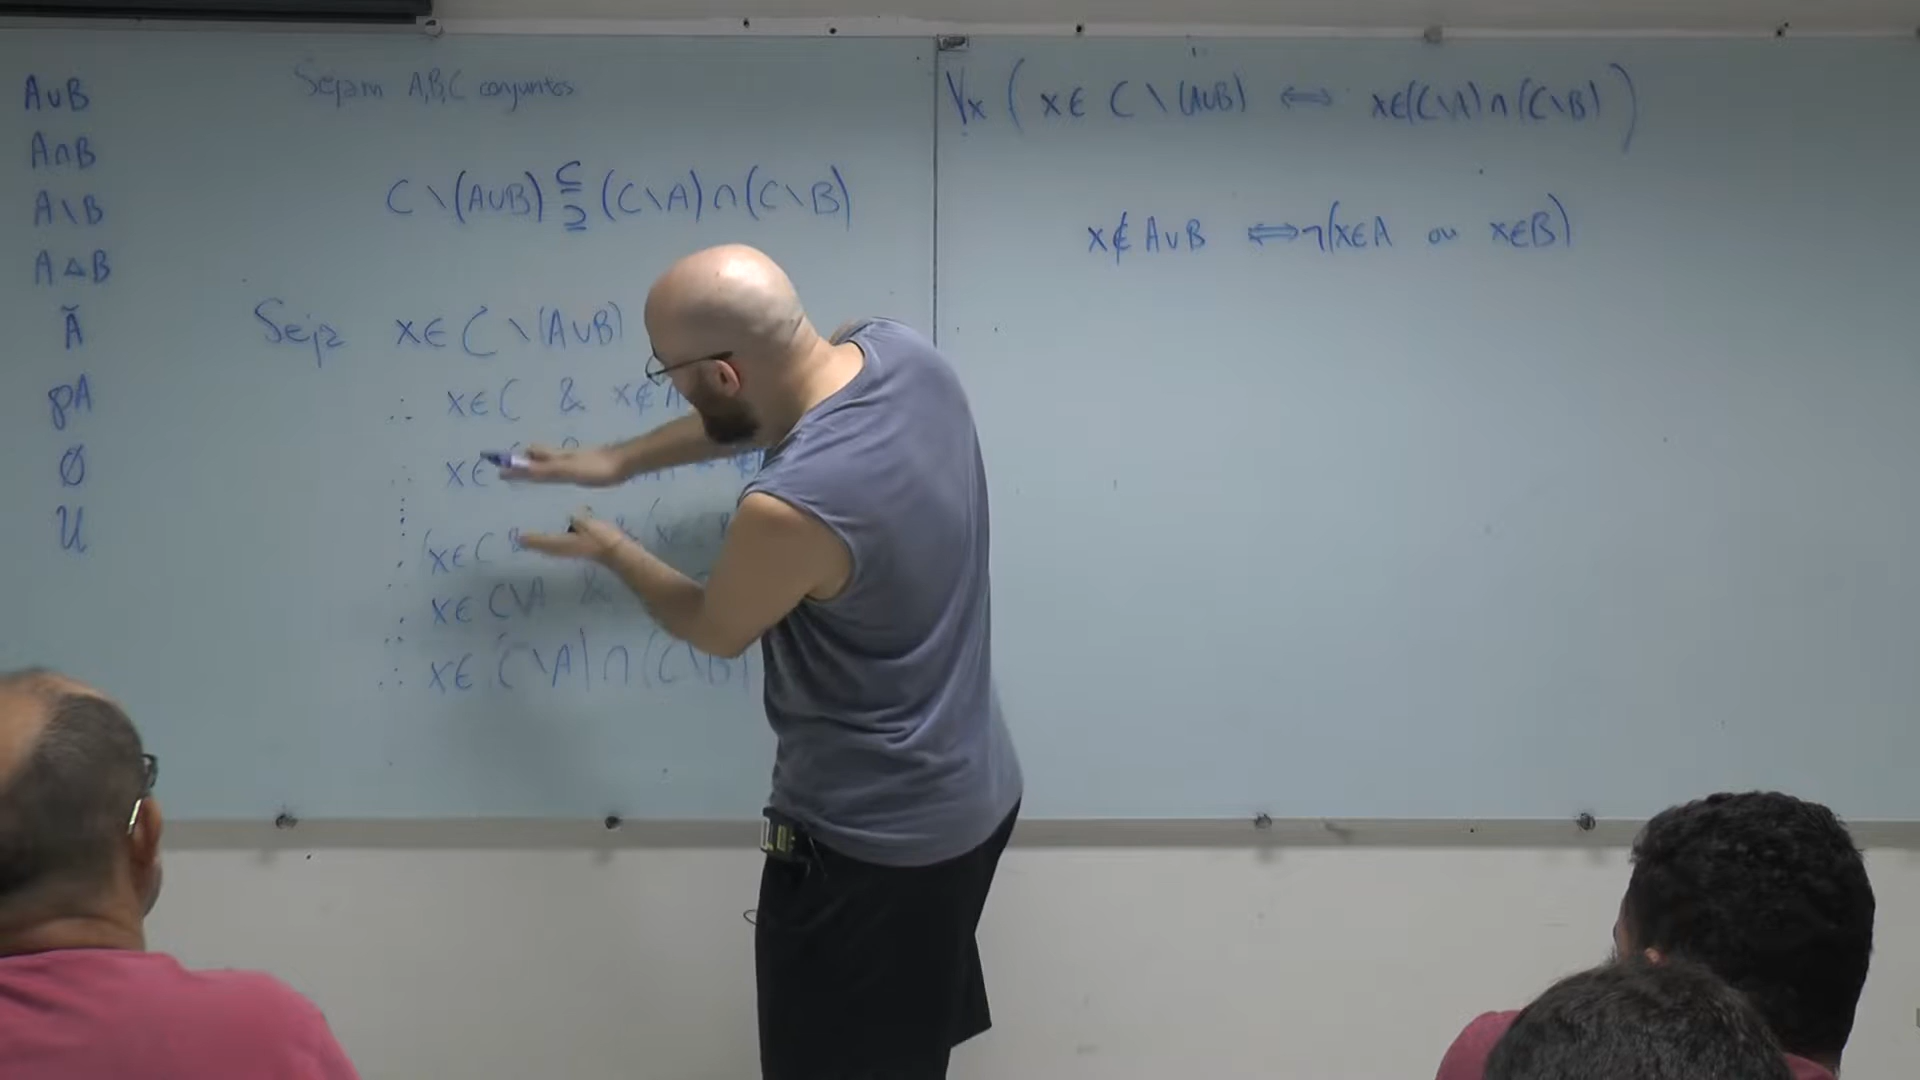 A∪B
A∩B
A\B
A△B
Ã
℘A
∅
U
Sejam A,B,C conjuntos
C\(A∪B) ⊆ ⊇ (C\A)∩(C\B)
Seja x∈C\(A∪B)
∴ x∈C & x∉A
∴ x∈
(x∈C & & (x∈
∴ x∈C\A &
∴ x∈(C\A)∩(C\B)
∀x (x∈C\(A∪B) ⟺ x∈(C\A)∩(C\B))
x∉A∪B ⟺ ¬(x∈A ou x∈B)